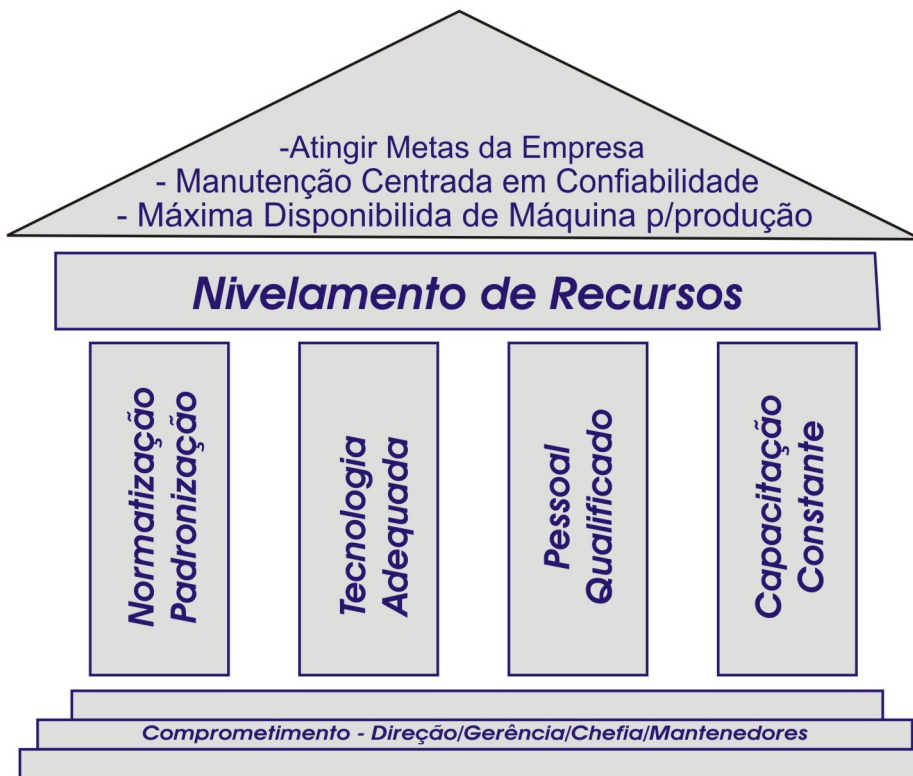 -Atingir Metas da Empresa
- Manutenção Centrada em Confiabilidade
- Máxima Disponibilida de Máquina p/produção
Nivelamento de Recursos
Normatização
Padronização
Tecnologia
Adequada
Pessoal
Qualificado
Capacitação
Constante
Comprometimento - Direção/Gerência/Chefia/Mantenedores